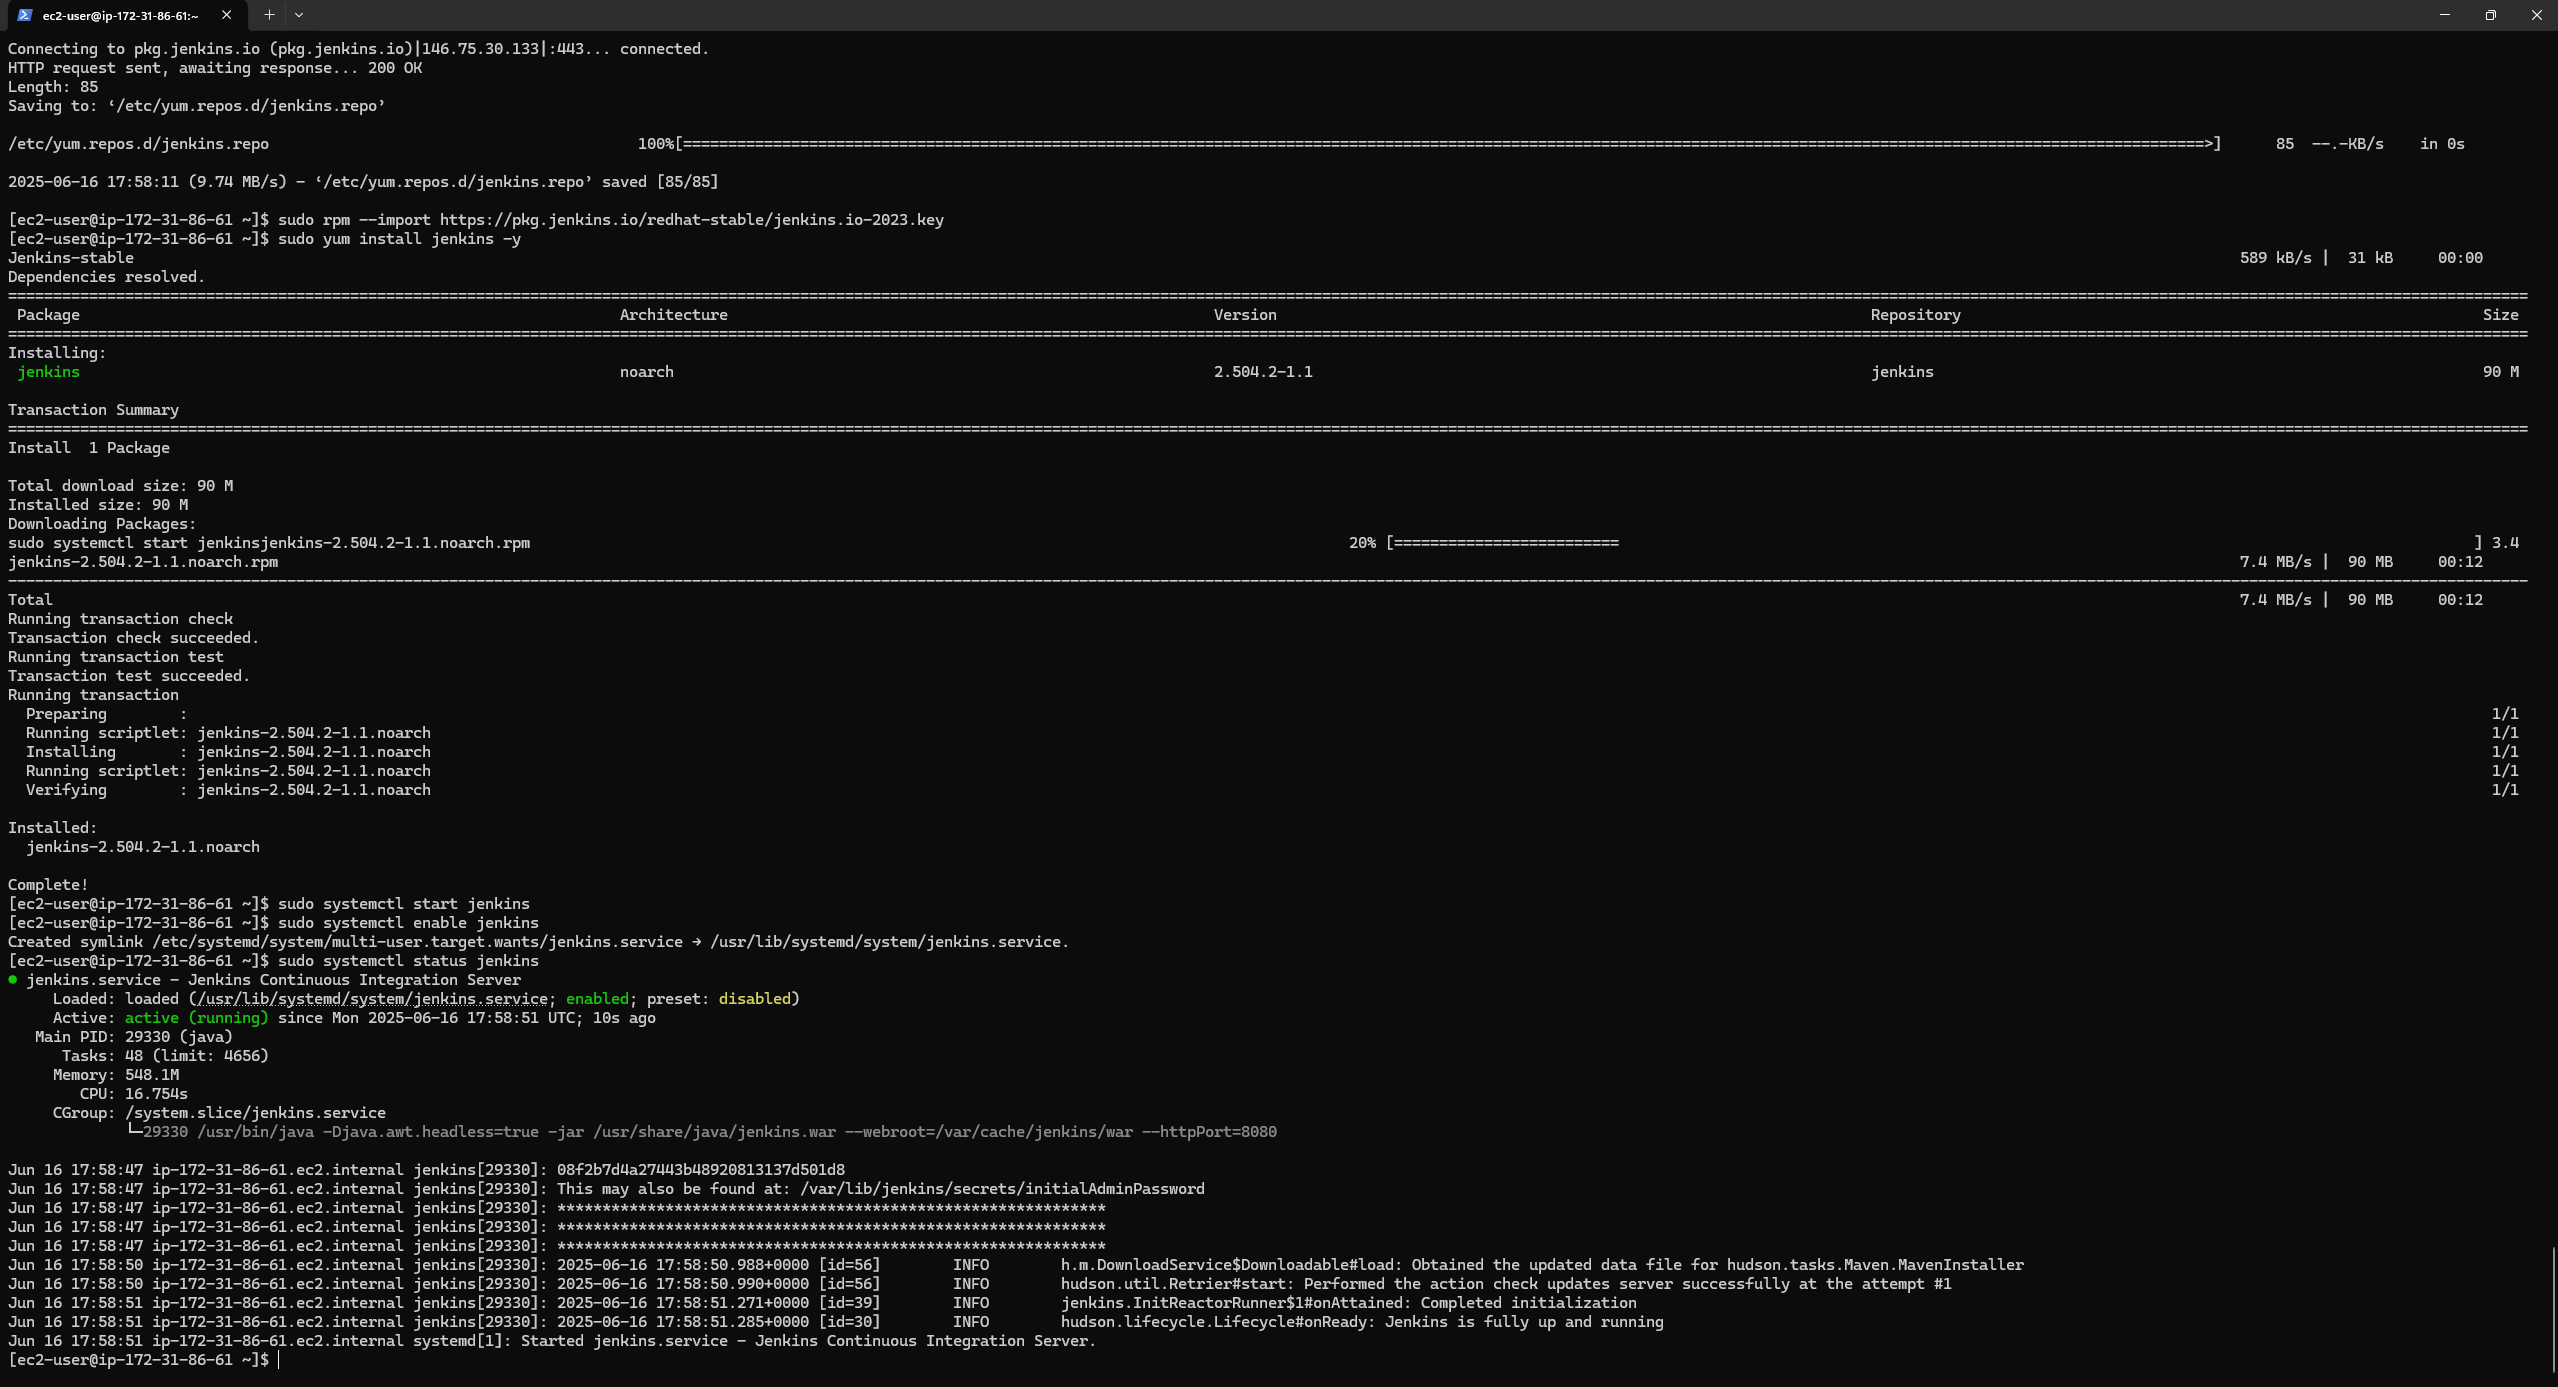 ec2-user@ip-172-31-86-61:~
Connecting to pkg.jenkins.io (pkg.jenkins.io)|146.75.30.133|:443... connected.
HTTP request sent, awaiting response... 200 OK
Length: 85
Saving to: ‘/etc/yum.repos.d/jenkins.repo’
/etc/yum.repos.d/jenkins.repo 100%[=========================================================================>] 85 --.-KB/s in 0s
2025-06-16 17:58:11 (9.74 MB/s) - ‘/etc/yum.repos.d/jenkins.repo’ saved [85/85]
[ec2-user@ip-172-31-86-61 ~]$ sudo rpm --import https://pkg.jenkins.io/redhat-stable/jenkins.io-2023.key
[ec2-user@ip-172-31-86-61 ~]$ sudo yum install jenkins -y
Jenkins-stable 589 kB/s | 31 kB 00:00
Dependencies resolved.
Package Architecture Version Repository Size
Installing:
jenkins noarch 2.504.2-1.1 jenkins 90 M
Transaction Summary
Install 1 Package
Total download size: 90 M
Installed size: 90 M
Downloading Packages:
sudo systemctl start jenkinsjenkins-2.504.2-1.1.noarch.rpm 20% [========================= ] 3.4
jenkins-2.504.2-1.1.noarch.rpm 7.4 MB/s | 90 MB 00:12
Total 7.4 MB/s | 90 MB 00:12
Running transaction check
Transaction check succeeded.
Running transaction test
Transaction test succeeded.
Running transaction
Preparing : 1/1
Running scriptlet: jenkins-2.504.2-1.1.noarch 1/1
Installing : jenkins-2.504.2-1.1.noarch 1/1
Running scriptlet: jenkins-2.504.2-1.1.noarch 1/1
Verifying : jenkins-2.504.2-1.1.noarch 1/1
Installed:
jenkins-2.504.2-1.1.noarch
Complete!
[ec2-user@ip-172-31-86-61 ~]$ sudo systemctl start jenkins
[ec2-user@ip-172-31-86-61 ~]$ sudo systemctl enable jenkins
Created symlink /etc/systemd/system/multi-user.target.wants/jenkins.service → /usr/lib/systemd/system/jenkins.service.
[ec2-user@ip-172-31-86-61 ~]$ sudo systemctl status jenkins
● jenkins.service - Jenkins Continuous Integration Server
Loaded: loaded (/usr/lib/systemd/system/jenkins.service; enabled; preset: disabled)
Active: active (running) since Mon 2025-06-16 17:58:51 UTC; 10s ago
Main PID: 29330 (java)
Tasks: 48 (limit: 4656)
Memory: 548.1M
CPU: 16.754s
CGroup: /system.slice/jenkins.service
└─29330 /usr/bin/java -Djava.awt.headless=true -jar /usr/share/java/jenkins.war --webroot=/var/cache/jenkins/war --httpPort=8080
Jun 16 17:58:47 ip-172-31-86-61.ec2.internal jenkins[29330]: 08f2b7d4a27443b48920813137d501d8
Jun 16 17:58:47 ip-172-31-86-61.ec2.internal jenkins[29330]: This may also be found at: /var/lib/jenkins/secrets/initialAdminPassword
Jun 16 17:58:47 ip-172-31-86-61.ec2.internal jenkins[29330]: *************************************************************
Jun 16 17:58:47 ip-172-31-86-61.ec2.internal jenkins[29330]: *************************************************************
Jun 16 17:58:47 ip-172-31-86-61.ec2.internal jenkins[29330]: *************************************************************
Jun 16 17:58:50 ip-172-31-86-61.ec2.internal jenkins[29330]: 2025-06-16 17:58:50.988+0000 [id=56] INFO h.m.DownloadService$Downloadable#load: Obtained the updated data file for hudson.tasks.Maven.MavenInstaller
Jun 16 17:58:50 ip-172-31-86-61.ec2.internal jenkins[29330]: 2025-06-16 17:58:50.990+0000 [id=56] INFO hudson.util.Retrier#start: Performed the action check updates server successfully at the attempt #1
Jun 16 17:58:51 ip-172-31-86-61.ec2.internal jenkins[29330]: 2025-06-16 17:58:51.271+0000 [id=39] INFO jenkins.InitReactorRunner$1#onAttained: Completed initialization
Jun 16 17:58:51 ip-172-31-86-61.ec2.internal jenkins[29330]: 2025-06-16 17:58:51.285+0000 [id=30] INFO hudson.lifecycle.Lifecycle#onReady: Jenkins is fully up and running
Jun 16 17:58:51 ip-172-31-86-61.ec2.internal systemd[1]: Started jenkins.service - Jenkins Continuous Integration Server.
[ec2-user@ip-172-31-86-61 ~]$